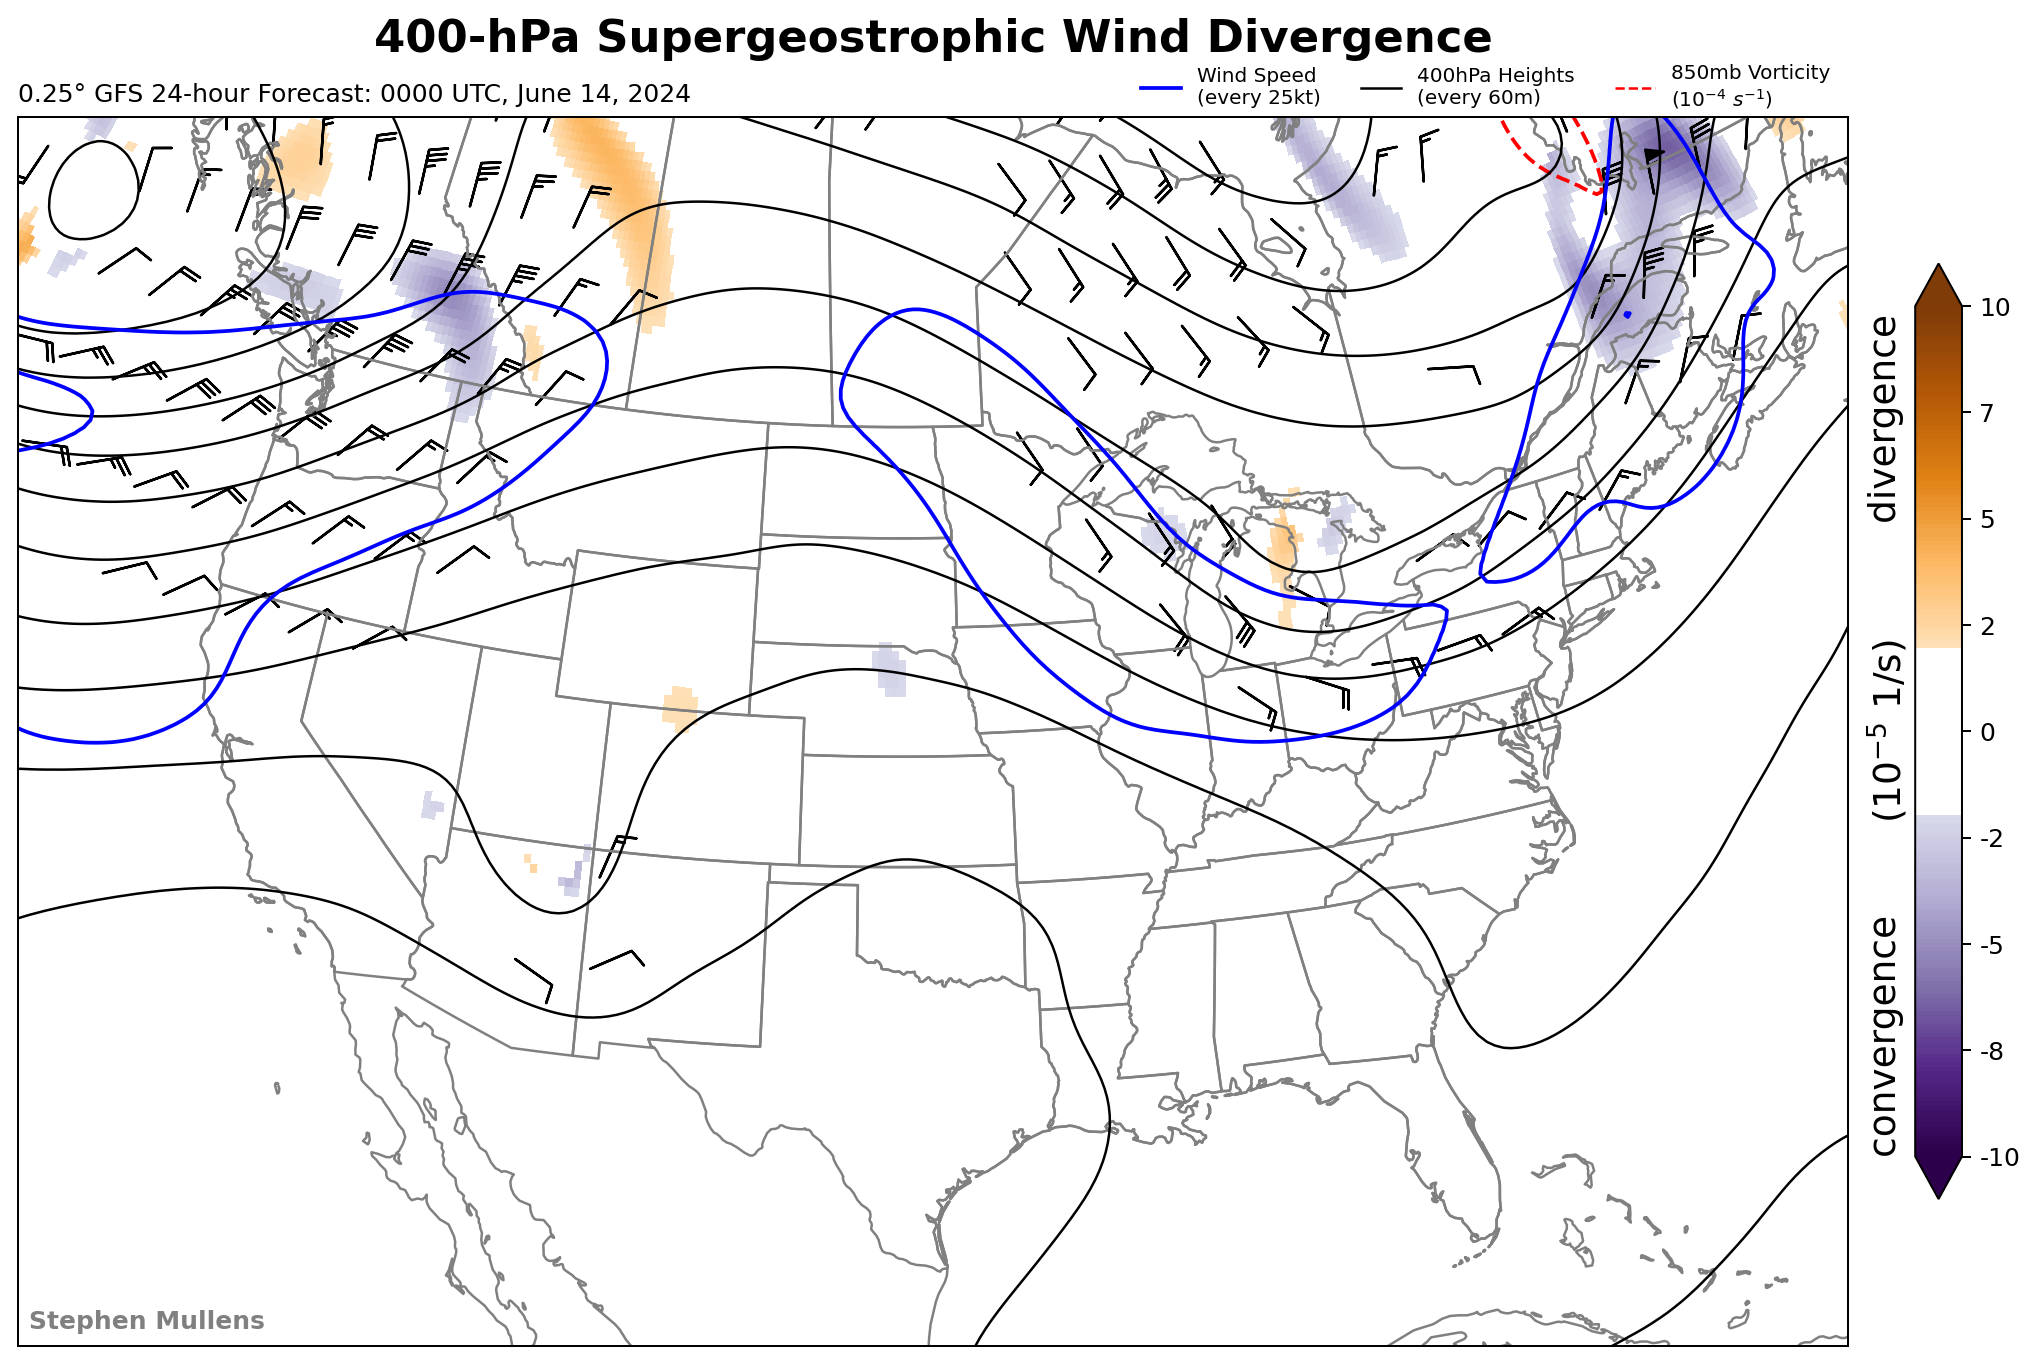 400-hPa Supergeostrophic Wind Divergence
0.25° GFS 24-hour Forecast: 0000 UTC, June 14, 2024
Wind Speed
(every 25kt)
400hPa Heights
(every 60m)
850mb Vorticity
(10⁻⁴ s⁻¹)
10
7
5
2
0
-2
-5
-8
-10
convergence (10⁻⁵ 1/s) divergence
Stephen Mullens